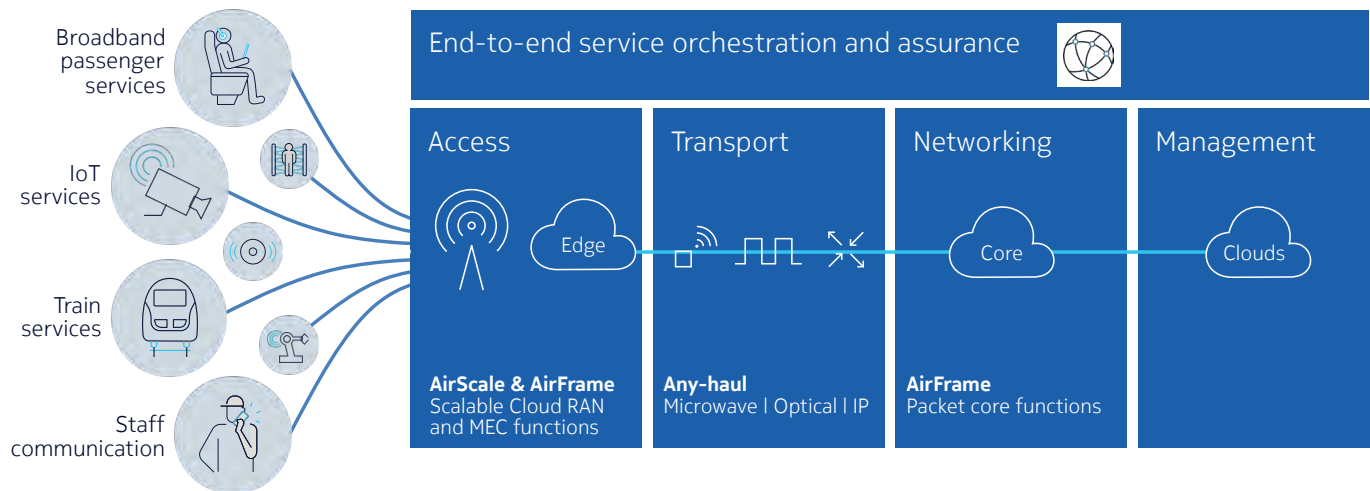 Broadband
passenger
services
IoT
services
Train
services
Staff
communication
End-to-end service orchestration and assurance
Access
Edge
AirScale & AirFrame
Scalable Cloud RAN
and MEC functions
Transport
Any-haul
Microwave | Optical | IP
Networking
Core
AirFrame
Packet core functions
Management
Clouds